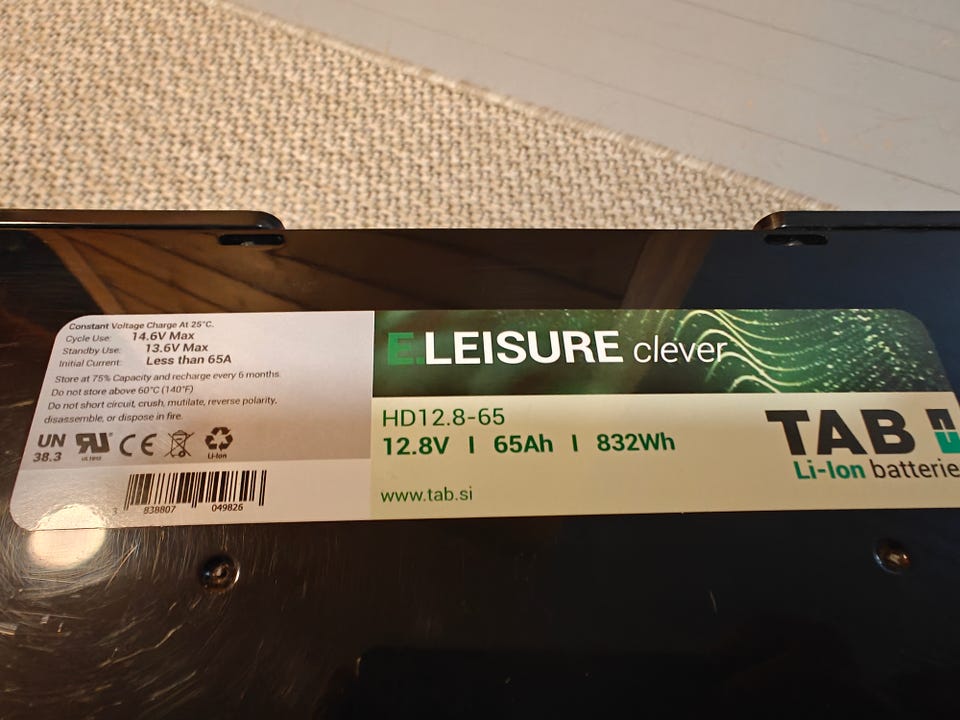 Constant Voltage Charge At 25°C.
Cycle Use: 14.6V Max
Standby Use: 13.6V Max
Initial Current: Less than 65A
Store at 75% Capacity and recharge every 6 months.
Do not store above 60°C (140°F)
Do not short circuit, crush, mutilate, reverse polarity,
disassemble, or dispose in fire.
UN
38.3
UL1642
CE
Li-Ion
3 838807 049826
E.LEISURE clever
HD12.8-65
12.8V I 65Ah I 832Wh
www.tab.si
TAB
Li-Ion batterie